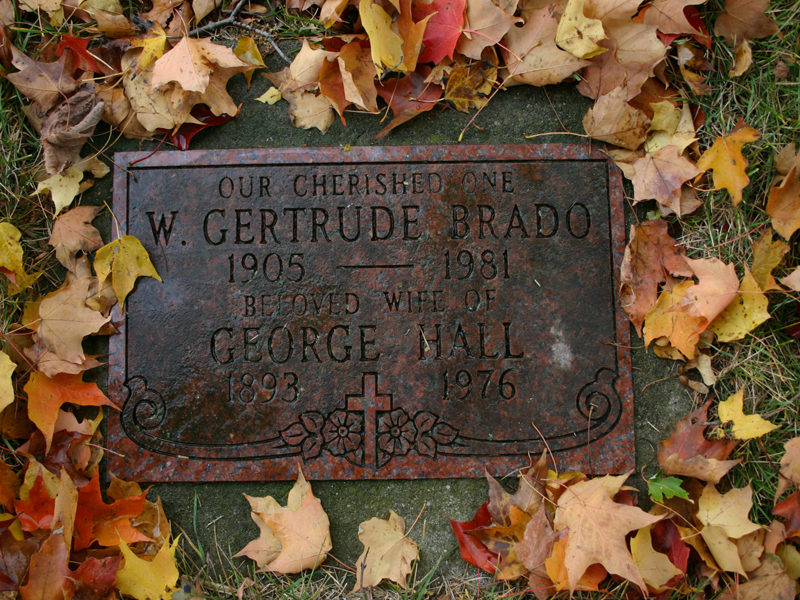 OUR CHERISHED ONE
W. GERTRUDE BRADO
1905 — 1981
BELOVED WIFE OF
GEORGE HALL
1893 1976